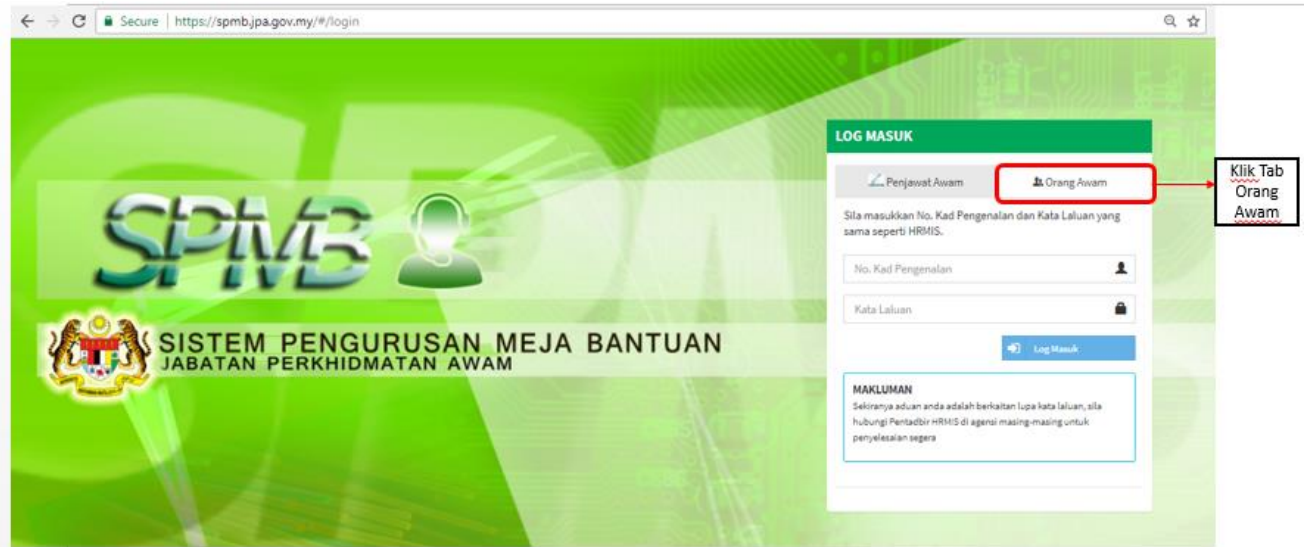 Secure | https://spmb.jpa.gov.my/#/login
LOG MASUK
Penjawat Awam
Orang Awam
Klik Tab
Orang
Awam
Sila masukkan No. Kad Pengenalan dan Kata Laluan yang
sama seperti HRMIS.
No. Kad Pengenalan
Kata Laluan
Log Masuk
MAKLUMAN
Sekiranya aduan anda adalah berkaitan lupa kata laluan, sila
hubungi Pentadbir HRMIS di agensi masing-masing untuk
penyelesaian segera
SPMB
SISTEM PENGURUSAN MEJA BANTUAN
JABATAN PERKHIDMATAN AWAM